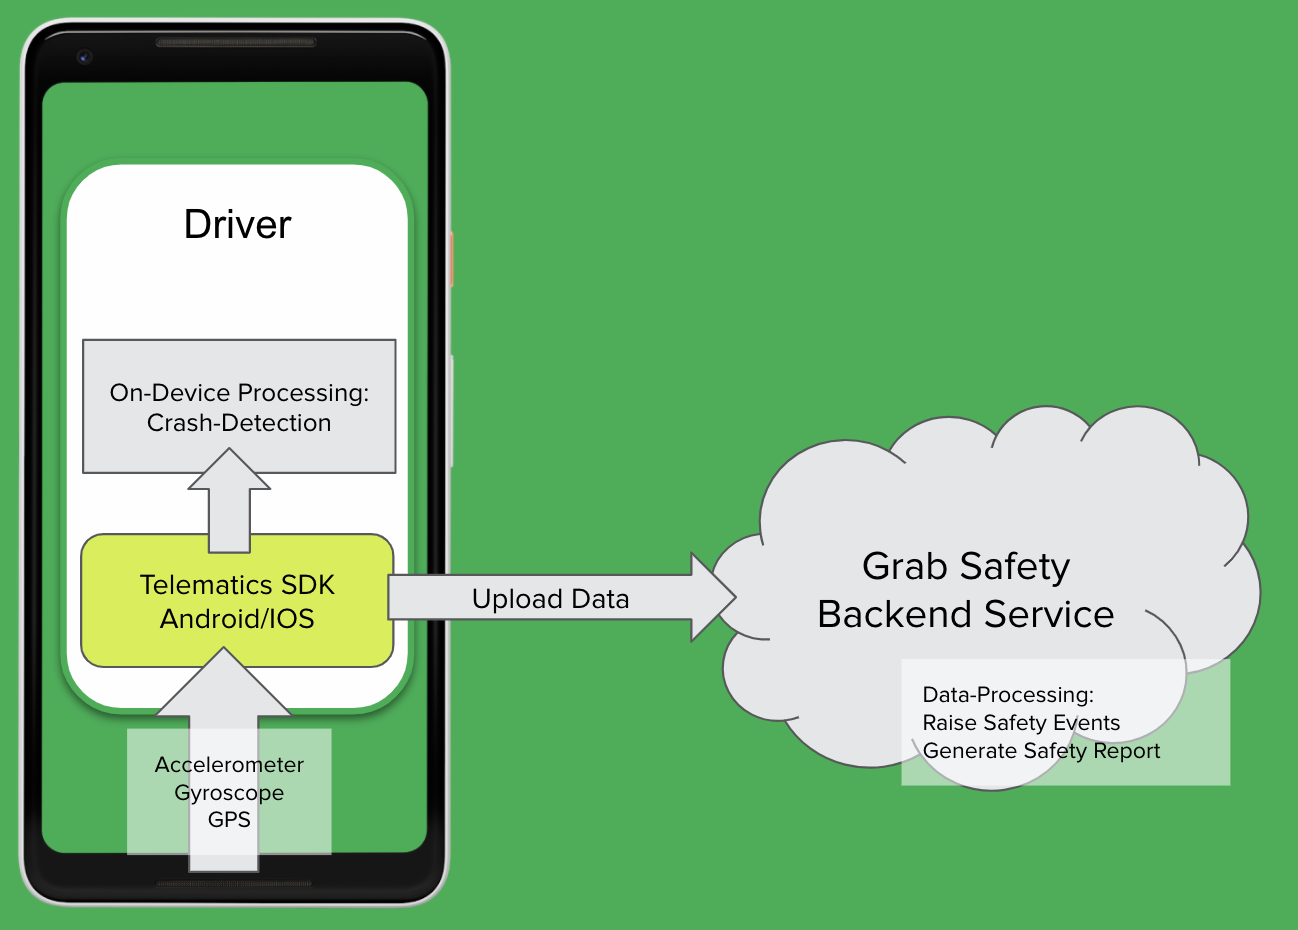 Driver
On-Device Processing:
Crash-Detection
Telematics SDK
Android/IOS
Accelerometer
Gyroscope
GPS
Upload Data
Grab Safety
Backend Service
Data-Processing:
Raise Safety Events
Generate Safety Report